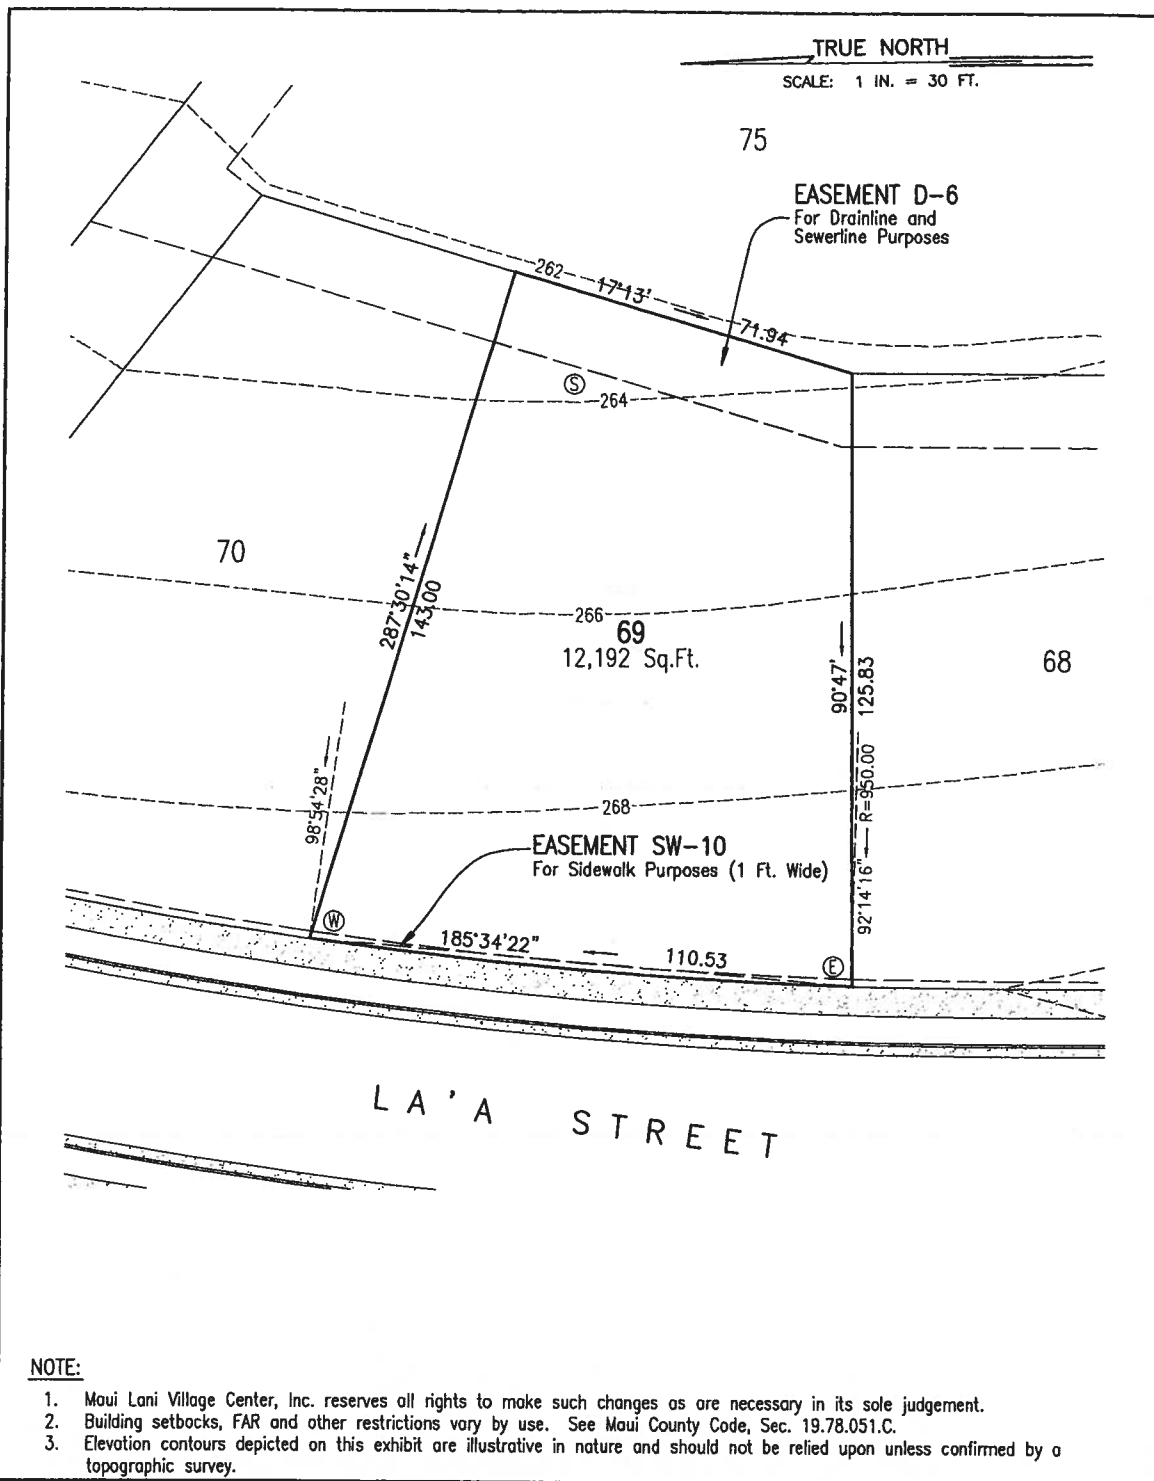 TRUE NORTH
SCALE: 1 IN. = 30 FT.
75
EASEMENT D-6
For Drainline and
Sewerline Purposes
262
17°13'
71.94
S
264
70
287°30'14"
143.00
266
69
12,192 Sq.Ft.
68
90°47'
125.83
98°54'28"
268
R=950.00
92°14'16"
EASEMENT SW-10
For Sidewalk Purposes (1 Ft. Wide)
W
185°34'22"
110.53
E
LA'A STREET
NOTE:
1. Maui Lani Village Center, Inc. reserves all rights to make such changes as are necessary in its sole judgement.
2. Building setbacks, FAR and other restrictions vary by use. See Maui County Code, Sec. 19.78.051.C.
3. Elevation contours depicted on this exhibit are illustrative in nature and should not be relied upon unless confirmed by a
topographic survey.